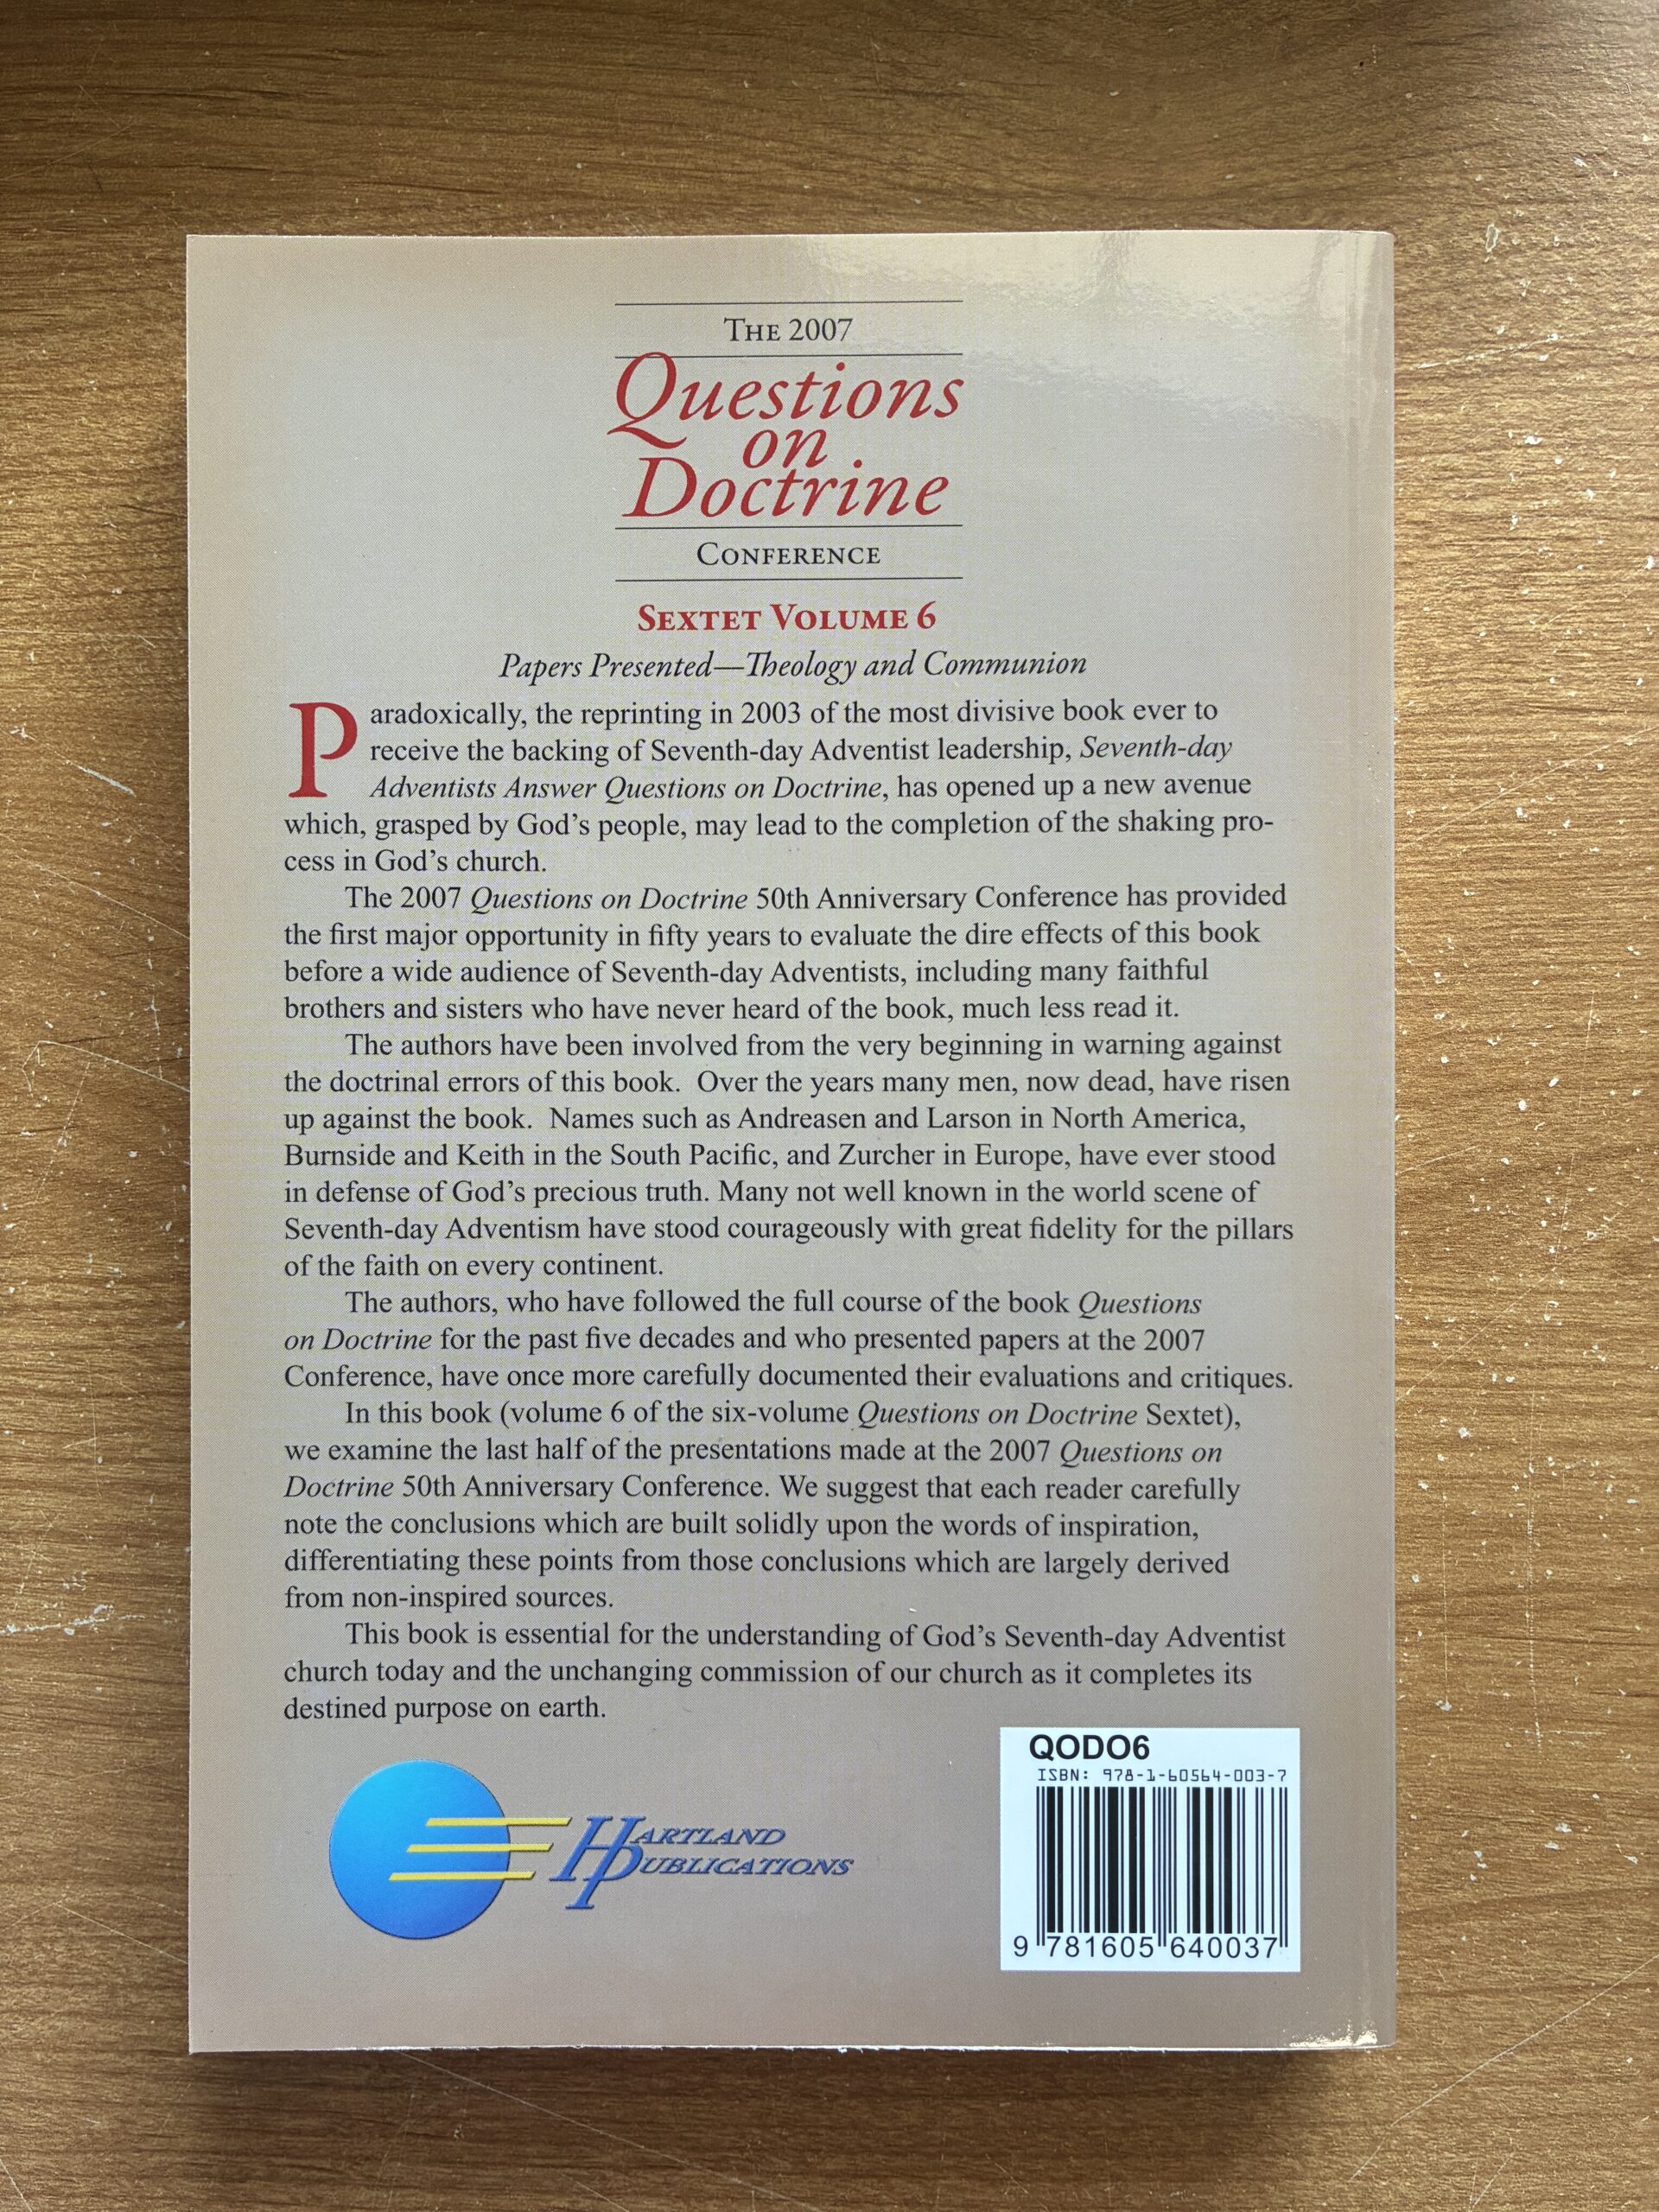 THE 2007
Questions
on
Doctrine
CONFERENCE
SEXTET VOLUME 6
Papers Presented—Theology and Communion
Paradoxically, the reprinting in 2003 of the most divisive book ever to
receive the backing of Seventh-day Adventist leadership, Seventh-day
Adventists Answer Questions on Doctrine, has opened up a new avenue
which, grasped by God's people, may lead to the completion of the shaking pro-
cess in God's church.
The 2007 Questions on Doctrine 50th Anniversary Conference has provided
the first major opportunity in fifty years to evaluate the dire effects of this book
before a wide audience of Seventh-day Adventists, including many faithful
brothers and sisters who have never heard of the book, much less read it.
The authors have been involved from the very beginning in warning against
the doctrinal errors of this book.  Over the years many men, now dead, have risen
up against the book.  Names such as Andreasen and Larson in North America,
Burnside and Keith in the South Pacific, and Zurcher in Europe, have ever stood
in defense of God's precious truth. Many not well known in the world scene of
Seventh-day Adventism have stood courageously with great fidelity for the pillars
of the faith on every continent.
The authors, who have followed the full course of the book Questions
on Doctrine for the past five decades and who presented papers at the 2007
Conference, have once more carefully documented their evaluations and critiques.
In this book (volume 6 of the six-volume Questions on Doctrine Sextet),
we examine the last half of the presentations made at the 2007 Questions on
Doctrine 50th Anniversary Conference. We suggest that each reader carefully
note the conclusions which are built solidly upon the words of inspiration,
differentiating these points from those conclusions which are largely derived
from non-inspired sources.
This book is essential for the understanding of God's Seventh-day Adventist
church today and the unchanging commission of our church as it completes its
destined purpose on earth.
HARTLAND
PUBLICATIONS
QODO6
ISBN: 978-1-60564-003-7
9 781605 640037